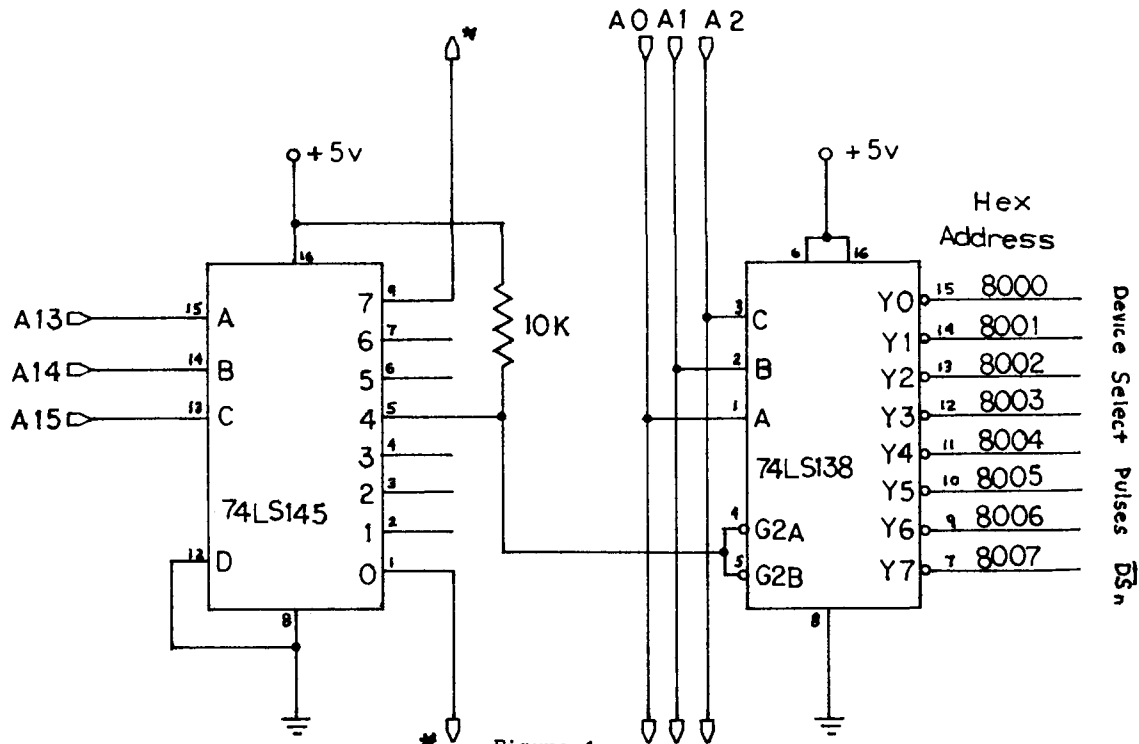 *
A0 A1 A2
+5v
+5v
Hex
Address
16
6
16
A13
15
A
7
9
10K
3
C
Y0
15
8000
A14
14
B
6
7
2
B
Y1
14
8001
A15
13
C
5
6
1
A
Y2
13
8002
4
5
Y3
12
8003
3
4
74LS138
Y4
11
8004
74LS145
2
3
Y5
10
8005
1
2
4
G2A
Y6
9
8006
12
D
0
1
5
G2B
Y7
7
8007
8
8
Device Select Pulses DSn
*
Figure 1